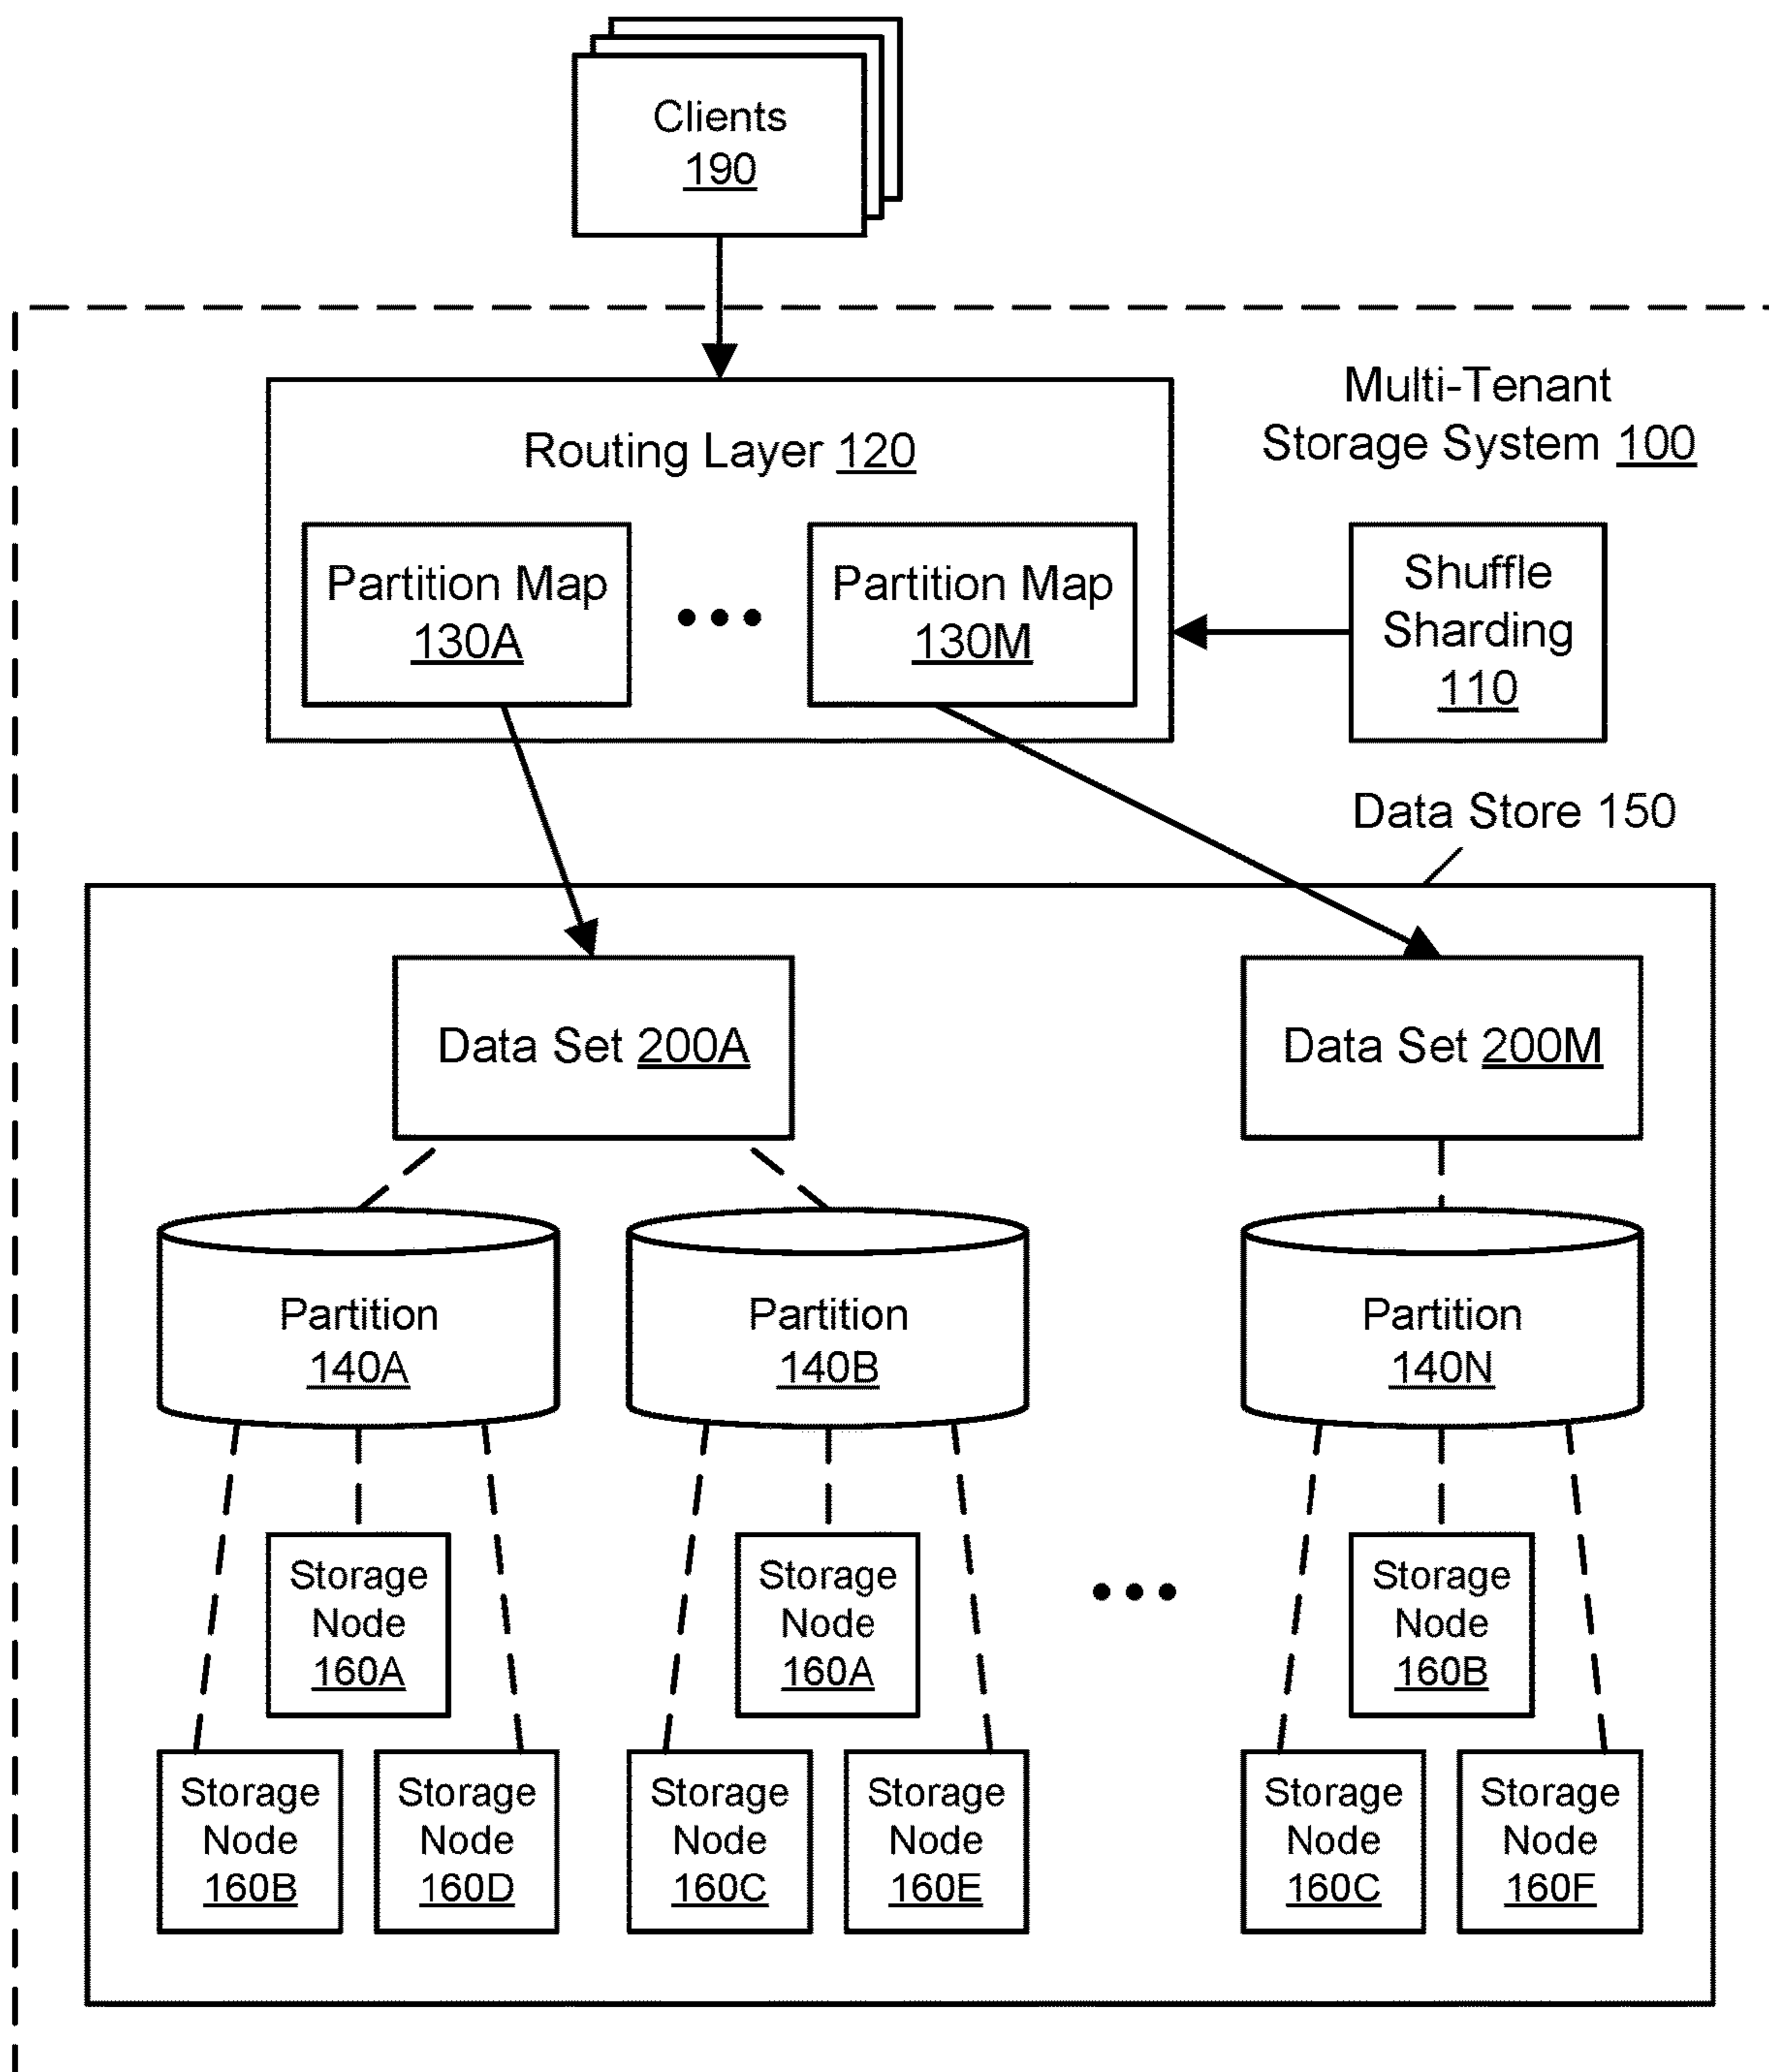 Clients
190
Multi-Tenant
Storage System 100
Routing Layer 120
Partition Map
130A
•••
Partition Map
130M
Shuffle
Sharding
110
Data Store 150
Data Set 200A
Data Set 200M
Partition
140A
Partition
140B
Partition
140N
Storage
Node
160A
Storage
Node
160A
•••
Storage
Node
160B
Storage
Node
160B
Storage
Node
160D
Storage
Node
160C
Storage
Node
160E
Storage
Node
160C
Storage
Node
160F